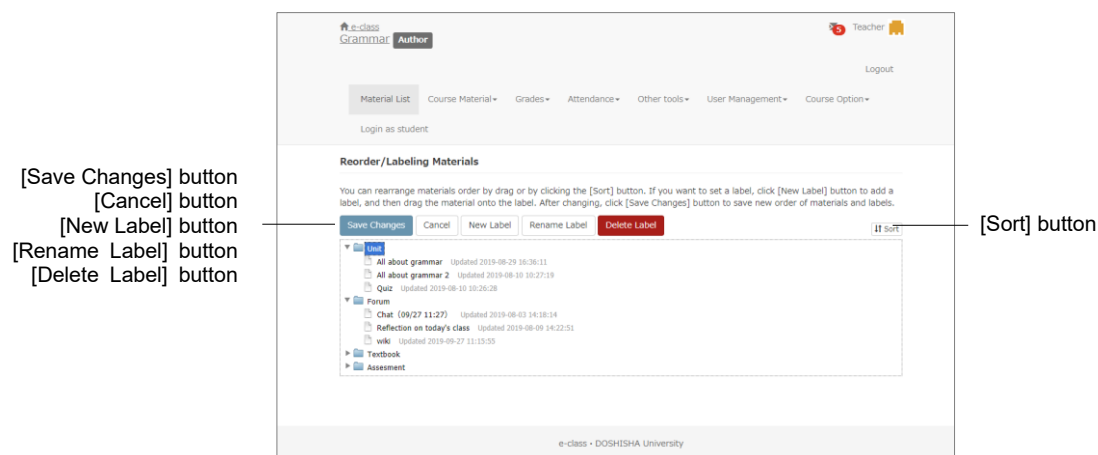 e-class
Grammar Author
5 Teacher
Logout
Material List Course Material Grades Attendance Other tools User Management Course Option
Login as student
Reorder/Labeling Materials
You can rearrange materials order by drag or by clicking the [Sort] button. If you want to set a label, click [New Label] button to add a
label, and then drag the material onto the label. After changing, click [Save Changes] button to save new order of materials and labels.
[Save Changes] button
[Cancel] button
[New Label] button
[Rename Label] button
[Delete Label] button
Save Changes Cancel New Label Rename Label Delete Label Sort
[Sort] button
Unit
All about grammar Updated 2019-08-29 16:36:11
All about grammar 2 Updated 2019-08-10 10:27:19
Quiz Updated 2019-08-10 10:26:28
Forum
Chat (09/27 11:27) Updated 2019-08-03 14:18:14
Reflection on today's class Updated 2019-08-09 14:22:51
wiki Updated 2019-09-27 11:15:55
Textbook
Assesment
e-class・DOSHISHA University